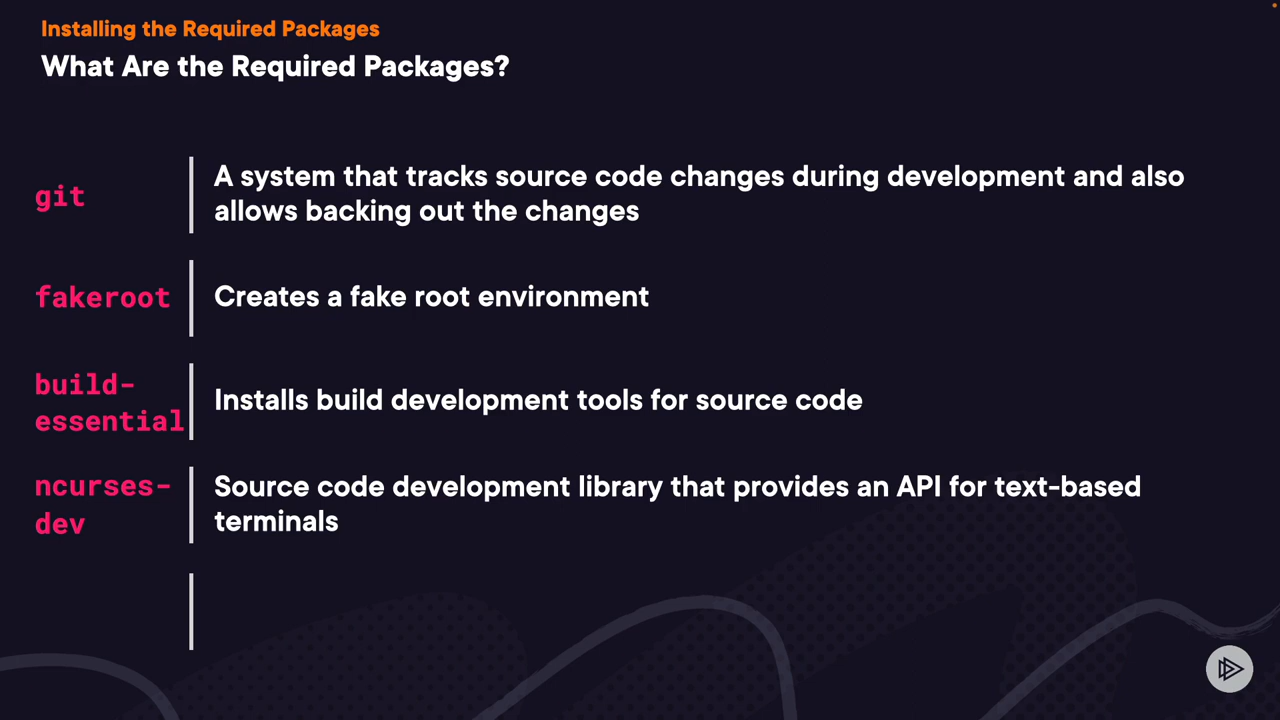 Installing the Required Packages
What Are the Required Packages?
git
A system that tracks source code changes during development and also
allows backing out the changes
fakeroot
Creates a fake root environment
build-
essential
Installs build development tools for source code
ncurses-
dev
Source code development library that provides an API for text-based
terminals